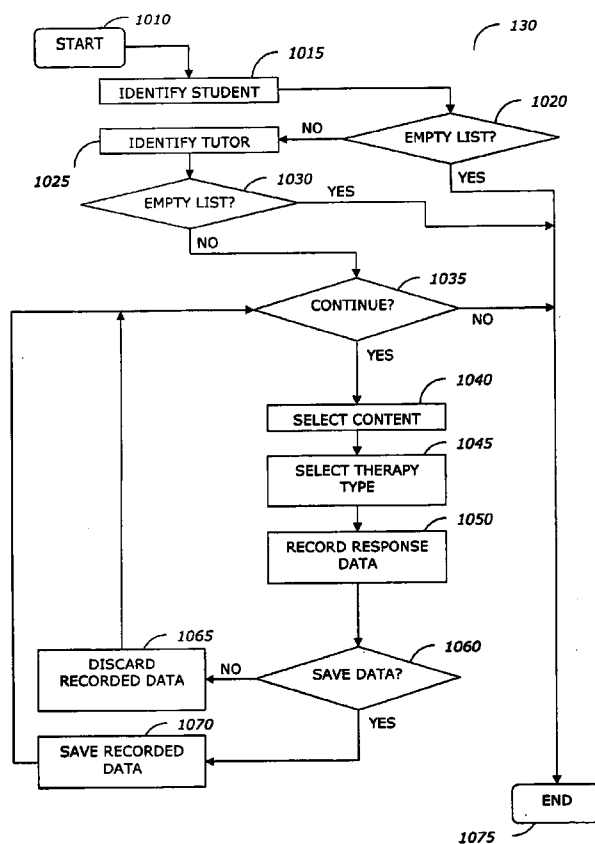 1010
START
130
1015
IDENTIFY STUDENT
1020
EMPTY LIST?
NO
IDENTIFY TUTOR
1025
YES
1030
EMPTY LIST?
YES
NO
1035
CONTINUE?
NO
YES
1040
SELECT CONTENT
1045
SELECT THERAPY
TYPE
1050
RECORD RESPONSE
DATA
1060
SAVE DATA?
NO
1065
DISCARD
RECORDED DATA
YES
1070
SAVE RECORDED
DATA
END
1075